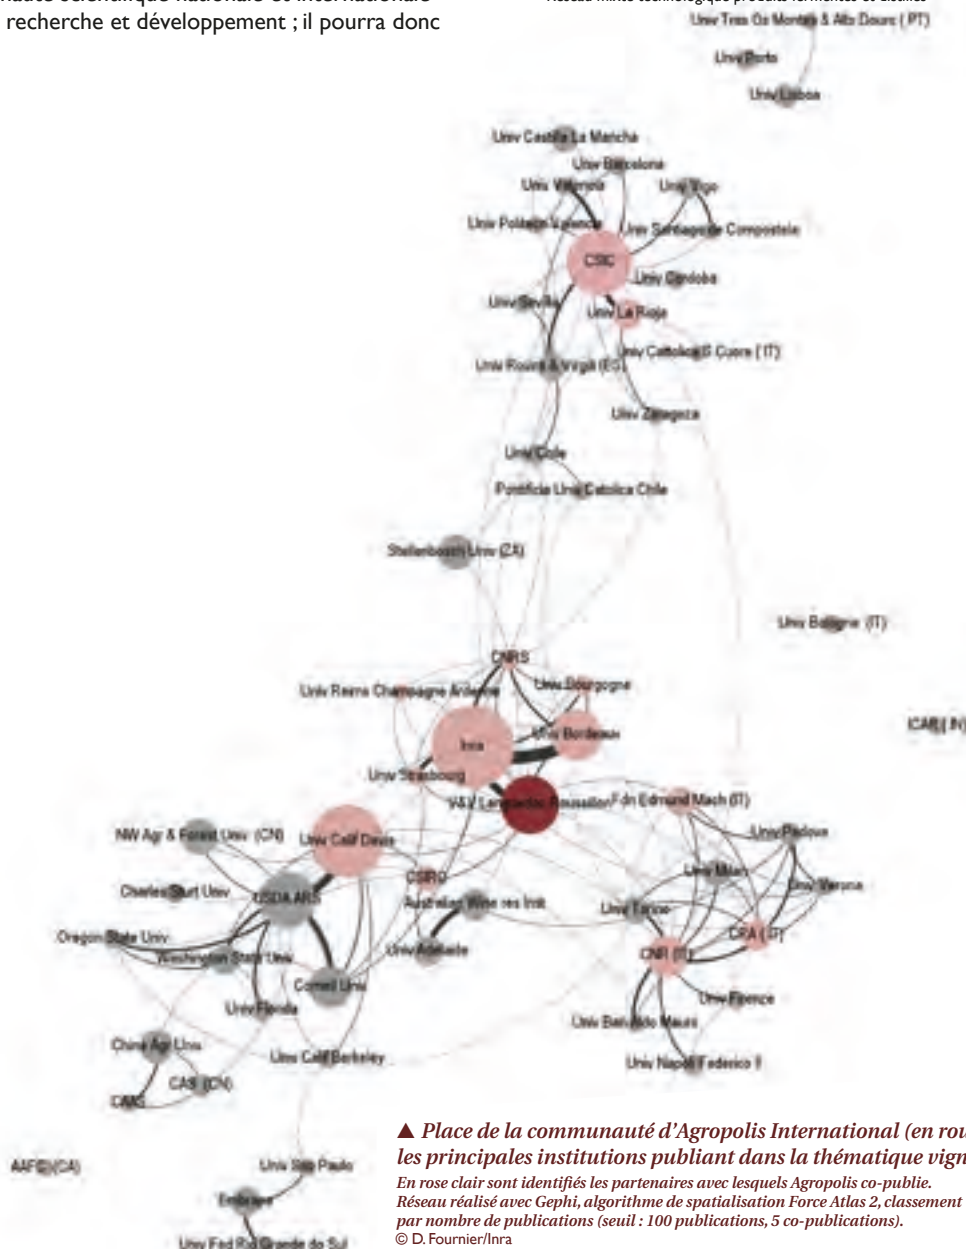 recherche et développement ; il pourra donc
Univ Tras Os Montes & Alto Douro ( PT)
Univ Porto
Univ Lisboa
Univ Castilla La Mancha
Univ Barcelona
Univ Valencia
Univ Vigo
Univ Politecn Valencia
Univ Santiago de Compostela
CSIC
Univ Cordoba
Univ Sevilla
Univ La Rioja
Univ Cattolica S Cuore ( IT)
Univ Rovira & Virgili (ES)
Univ Zaragoza
Univ Chile
Pontificia Univ Catolica Chile
Stellenbosch Univ (ZA)
Univ Bologna (IT)
CNRS
Univ Reims Champagne Ardenne
Univ Bourgogne
ICAR( IN)
Univ Bordeaux
Inra
Univ Strasbourg
V&V Languedoc Roussillon
Fdn Edmund Mach (IT)
NW Agr & Forest Univ (CN)
Univ Calif Davis
Univ Padova
Univ Milan
CSIRO
Univ Verona
Charles Sturt Univ
USDA ARS
Australian Wine res Instit
Univ Torino
Oregon State Univ
CRA ( IT)
Washington State Univ
Univ Adelaide
CNR (IT)
Cornell Univ
Univ Firenze
Univ Florida
Univ Bari Aldo Mauro
China Agr Univ
Univ Calif Berkeley
Univ Napoli Federico II
CAS (CN)
CAAS
▲ Place de la communauté d'Agropolis International (en rou
les principales institutions publiant dans la thématique vign
AAFC (CA)
Univ São Paulo
En rose clair sont identifiés les partenaires avec lesquels Agropolis co-publie.
Embrapa
Réseau réalisé avec Gephi, algorithme de spatialisation Force Atlas 2, classement
par nombre de publications (seuil : 100 publications, 5 co-publications).
Univ Fed Rio Grande do Sul
© D. Fournier/Inra